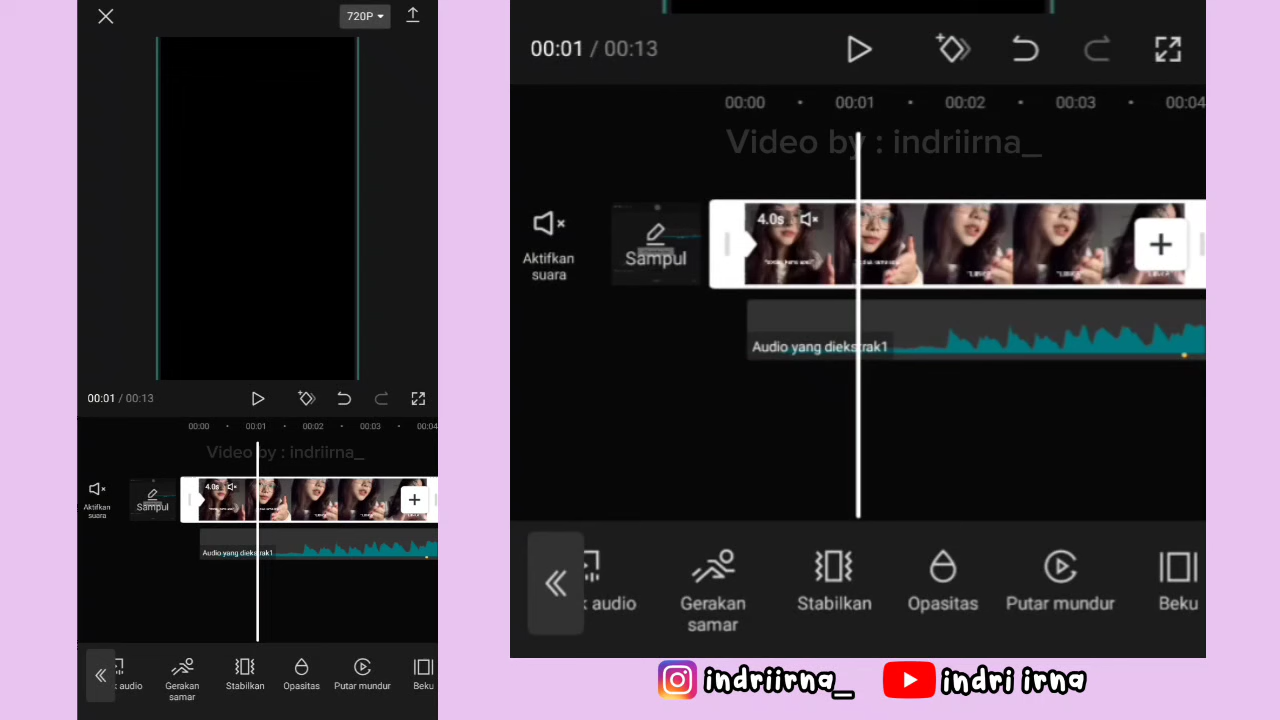 720P
00:01 / 00:13
00:00 00:01 00:02 00:03 00:04
Video by : indriirna_
4.0s
Aktifkan
suara
Sampul
Audio yang diekstrak1
k audio
Gerakan
samar
Stabilkan
Opasitas
Putar mundur
Beku
00:01 / 00:13
00:00 00:01 00:02 00:03 00:04
Video by : indriirna_
4.0s
Aktifkan
suara
Sampul
Audio yang diekstrak1
k audio
Gerakan
samar
Stabilkan
Opasitas
Putar mundur
Beku
indriirna_
indri irna